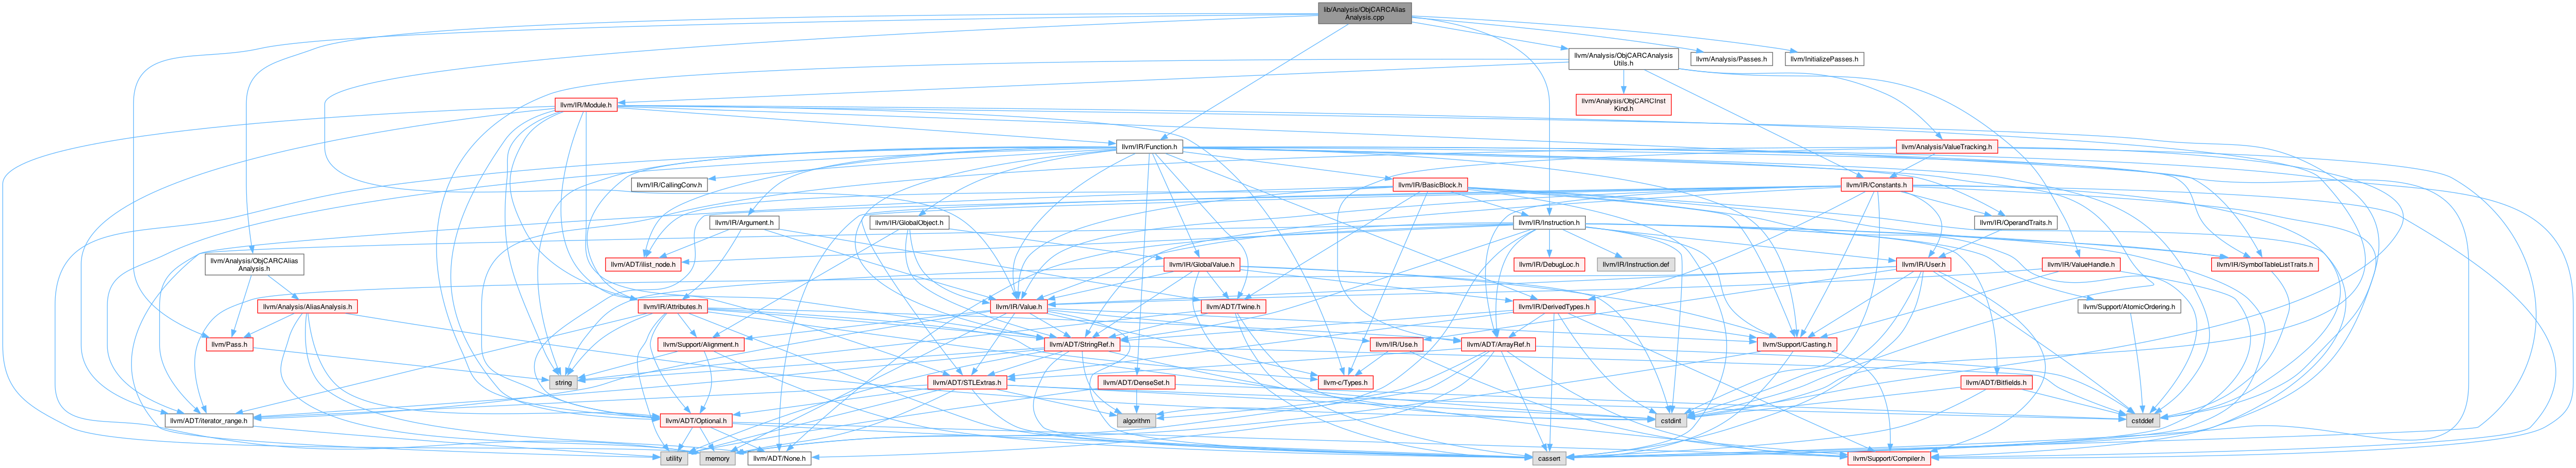 lib/Analysis/ObjCARCAlias
Analysis.cpp
llvm/Analysis/ObjCARCAnalysis
Utils.h
llvm/Analysis/Passes.h
llvm/InitializePasses.h
llvm/IR/Module.h
llvm/Analysis/ObjCARCInst
Kind.h
llvm/IR/Function.h
llvm/Analysis/ValueTracking.h
llvm/IR/CallingConv.h
llvm/IR/BasicBlock.h
llvm/IR/Constants.h
llvm/IR/Argument.h
llvm/IR/GlobalObject.h
llvm/IR/Instruction.h
llvm/IR/OperandTraits.h
llvm/Analysis/ObjCARCAlias
Analysis.h
llvm/ADT/ilist_node.h
llvm/IR/GlobalValue.h
llvm/IR/DebugLoc.h
llvm/IR/Instruction.def
llvm/IR/User.h
llvm/IR/ValueHandle.h
llvm/IR/SymbolTableListTraits.h
llvm/Analysis/AliasAnalysis.h
llvm/IR/Attributes.h
llvm/IR/Value.h
llvm/ADT/Twine.h
llvm/IR/DerivedTypes.h
llvm/Support/AtomicOrdering.h
llvm/Pass.h
llvm/Support/Alignment.h
llvm/ADT/StringRef.h
llvm/IR/Use.h
llvm/ADT/ArrayRef.h
llvm/Support/Casting.h
string
llvm/ADT/STLExtras.h
llvm/ADT/DenseSet.h
llvm-c/Types.h
llvm/ADT/Bitfields.h
llvm/ADT/iterator_range.h
llvm/ADT/Optional.h
algorithm
cstdint
cstddef
utility
memory
llvm/ADT/None.h
cassert
llvm/Support/Compiler.h